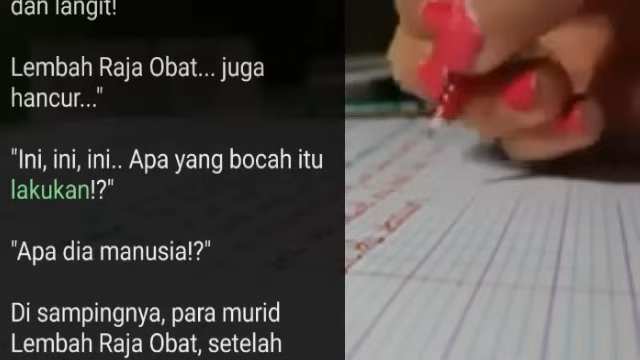 dan langit!
Lembah Raja Obat... juga
hancur..."
"Ini, ini, ini.. Apa yang bocah itu
lakukan!?"
"Apa dia manusia!?"
Di sampingnya, para murid
Lembah Raja Obat, setelah